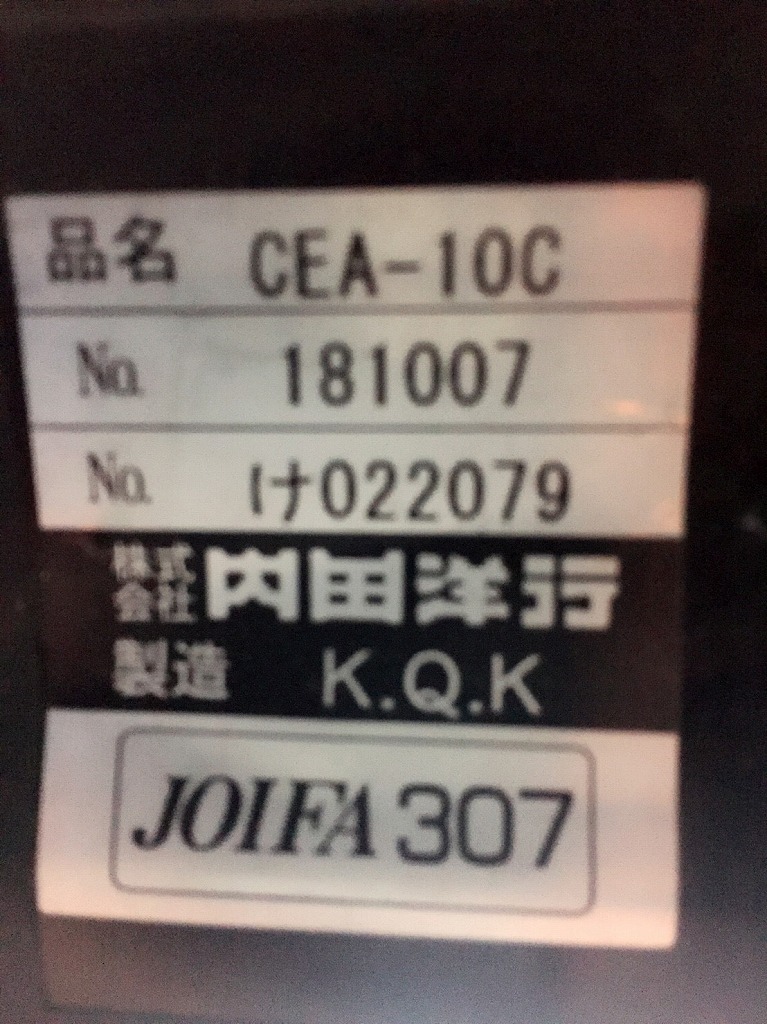 品名 CEA-10C
No. 181007
No. け022079
株式会社 内田洋行
製造 K.Q.K
JOIFA 307